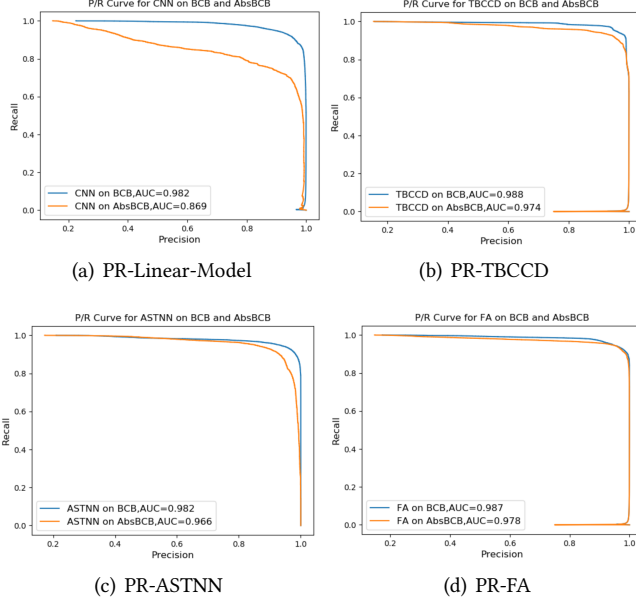 P/R Curve for CNN on BCB and AbsBCB
1.0
0.8
0.6
0.4
0.2
0.0
Recall
CNN on BCB,AUC=0.982
CNN on AbsBCB,AUC=0.869
0.2 0.4 0.6 0.8 1.0
Precision
(a) PR-Linear-Model
P/R Curve for TBCCD on BCB and AbsBCB
1.0
0.8
0.6
0.4
0.2
0.0
Recall
TBCCD on BCB,AUC=0.988
TBCCD on AbsBCB,AUC=0.974
0.2 0.4 0.6 0.8 1.0
Precision
(b) PR-TBCCD
P/R Curve for ASTNN on BCB and AbsBCB
1.0
0.8
0.6
0.4
0.2
0.0
Recall
ASTNN on BCB,AUC=0.982
ASTNN on AbsBCB,AUC=0.966
0.2 0.4 0.6 0.8 1.0
Precision
(c) PR-ASTNN
P/R Curve for FA on BCB and AbsBCB
1.0
0.8
0.6
0.4
0.2
0.0
Recall
FA on BCB,AUC=0.987
FA on AbsBCB,AUC=0.978
0.2 0.4 0.6 0.8 1.0
Precision
(d) PR-FA